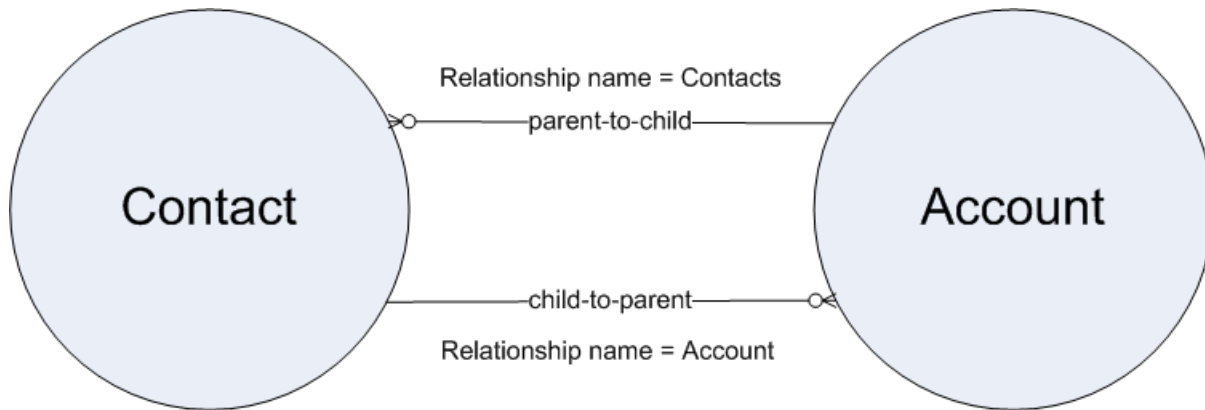 Relationship name = Contacts
parent-to-child
Contact
Account
child-to-parent
Relationship name = Account